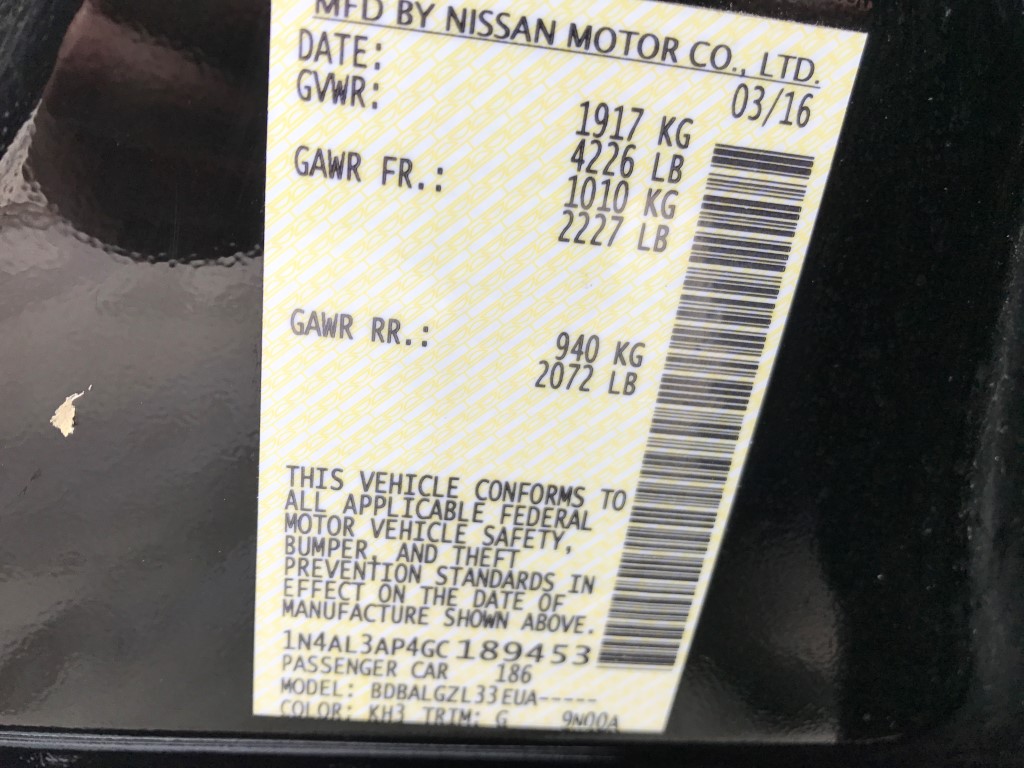 MFD BY NISSAN MOTOR CO., LTD.
DATE: 03/16
GVWR: 1917 KG
4226 LB
GAWR FR.: 1010 KG
2227 LB
GAWR RR.: 940 KG
2072 LB
THIS VEHICLE CONFORMS TO
ALL APPLICABLE FEDERAL
MOTOR VEHICLE SAFETY,
BUMPER, AND THEFT
PREVENTION STANDARDS IN
EFFECT ON THE DATE OF
MANUFACTURE SHOWN ABOVE.
1N4AL3AP4GC189453
PASSENGER CAR 186
MODEL: BDBALGZL33EUA-----
COLOR: KH3 TRIM: G 9N00A